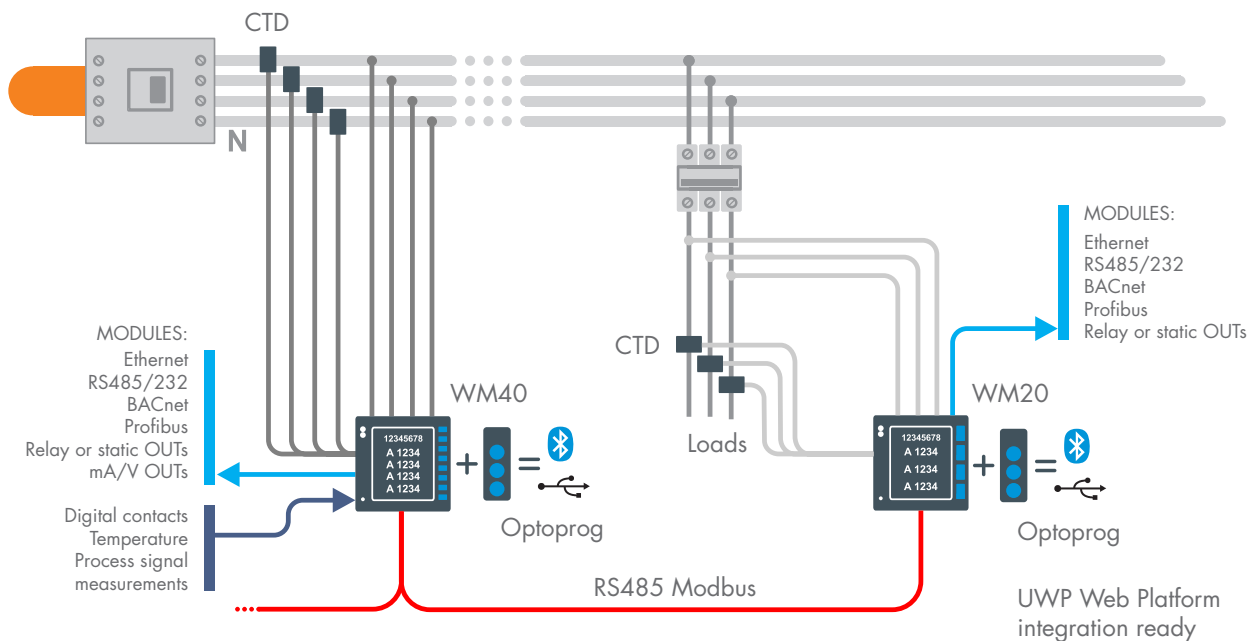 CTD
N
MODULES:
Ethernet
RS485/232
BACnet
Profibus
Relay or static OUTs
mA/V OUTs
Digital contacts
Temperature
Process signal
measurements
WM40
12345678
A 1234
A 1234
A 1234
A 1234
+
=
Optoprog
CTD
Loads
MODULES:
Ethernet
RS485/232
BACnet
Profibus
Relay or static OUTs
WM20
12345678
A 1234
A 1234
A 1234
+
=
Optoprog
RS485 Modbus
UWP Web Platform
integration ready